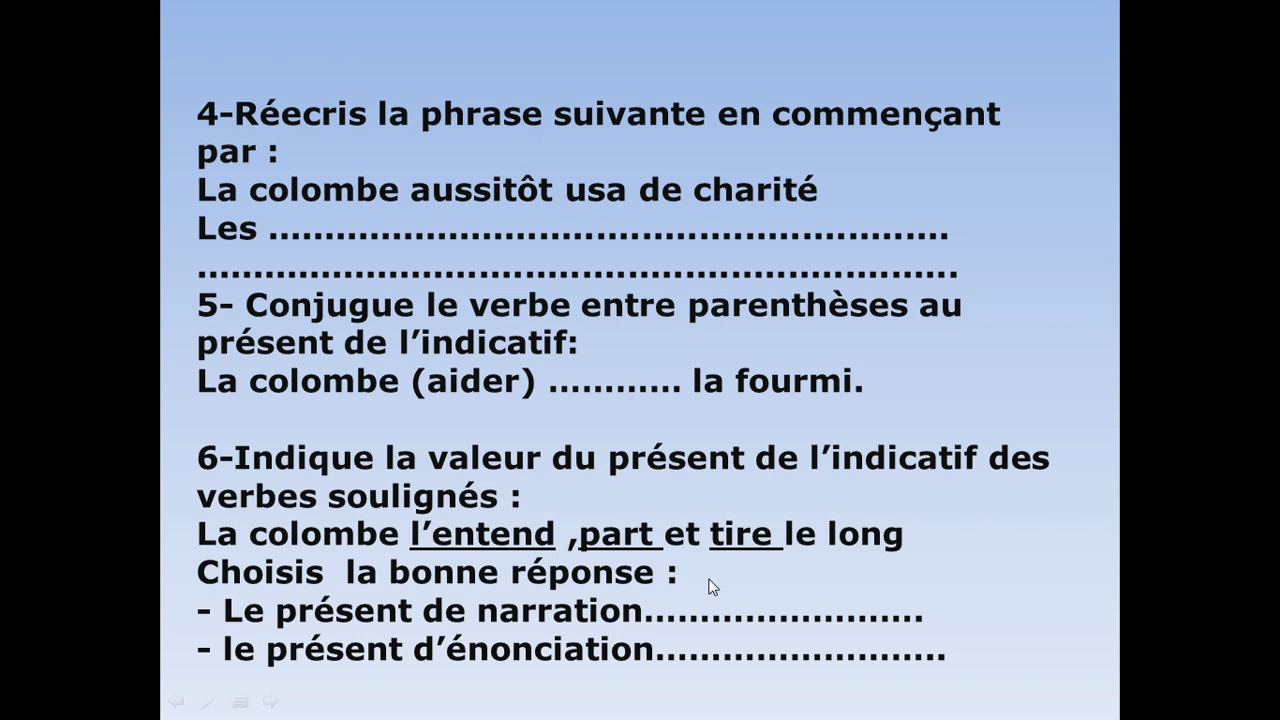 4-Réecris la phrase suivante en commençant
par :
La colombe aussitôt usa de charité
Les ……………………………………………………….
…………………………………………………………….
5- Conjugue le verbe entre parenthèses au
présent de l’indicatif:
La colombe (aider) ………… la fourmi.
6-Indique la valeur du présent de l’indicatif des
verbes soulignés :
La colombe l’entend ,part et tire le long
Choisis  la bonne réponse :
- Le présent de narration…………………….
- le présent d’énonciation……………………..